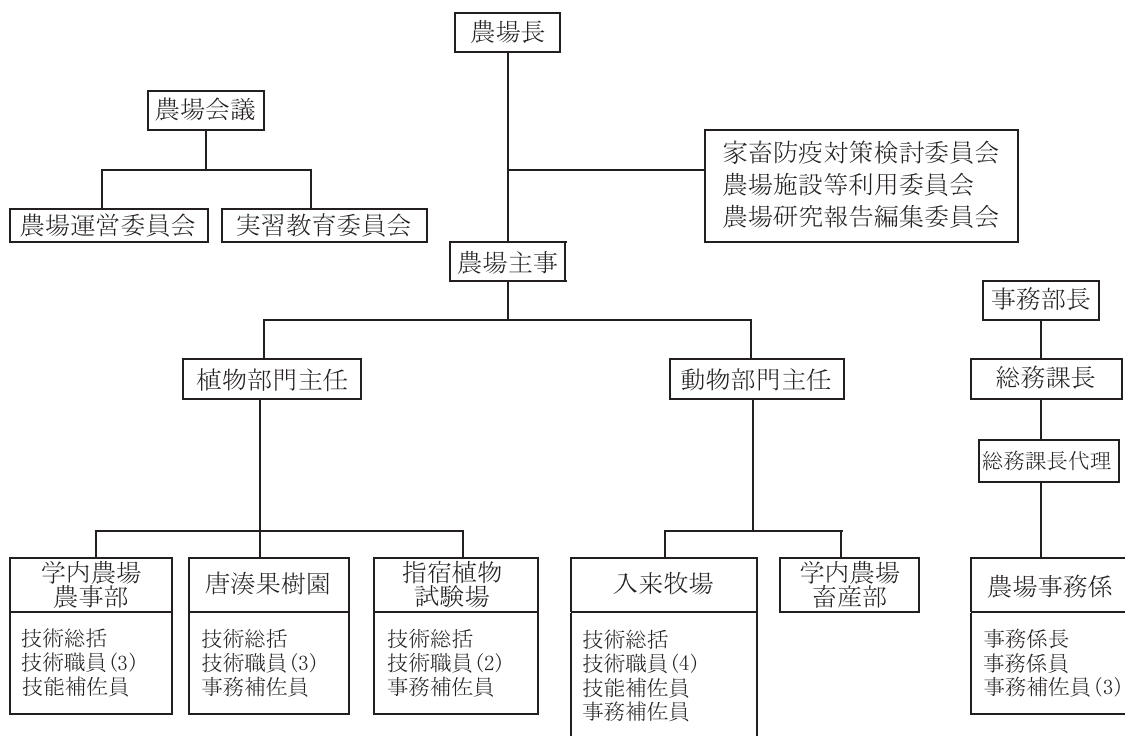 農場長
農場会議
家畜防疫対策検討委員会
農場施設等利用委員会
農場研究報告編集委員会
農場運営委員会
実習教育委員会
農場主事
事務部長
植物部門主任
動物部門主任
総務課長
総務課長代理
学内農場
農事部
技術総括
技術職員(3)
技能補佐員
唐湊果樹園
技術総括
技術職員(3)
事務補佐員
指宿植物
試験場
技術総括
技術職員(2)
事務補佐員
入来牧場
技術総括
技術職員(4)
技能補佐員
事務補佐員
学内農場
畜産部
農場事務係
事務係長
事務係員
事務補佐員(3)